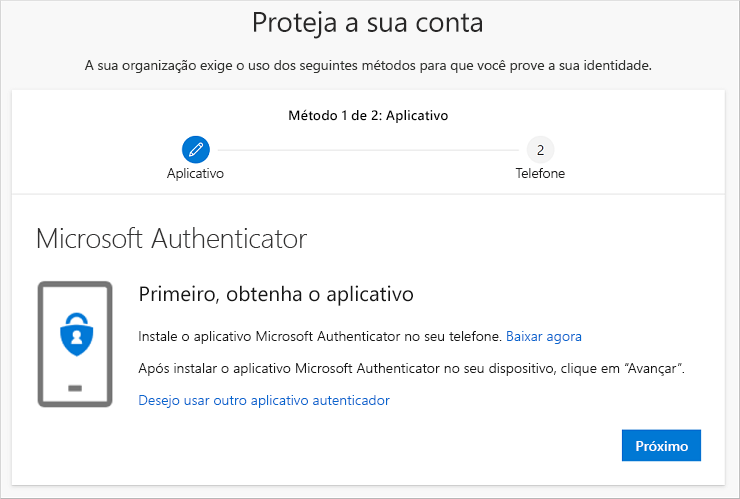 Proteja a sua conta
A sua organização exige o uso dos seguintes métodos para que você prove a sua identidade.
Método 1 de 2: Aplicativo
2
Aplicativo
Telefone
Microsoft Authenticator
Primeiro, obtenha o aplicativo
Instale o aplicativo Microsoft Authenticator no seu telefone. Baixar agora
Após instalar o aplicativo Microsoft Authenticator no seu dispositivo, clique em “Avançar”.
Desejo usar outro aplicativo autenticador
Próximo